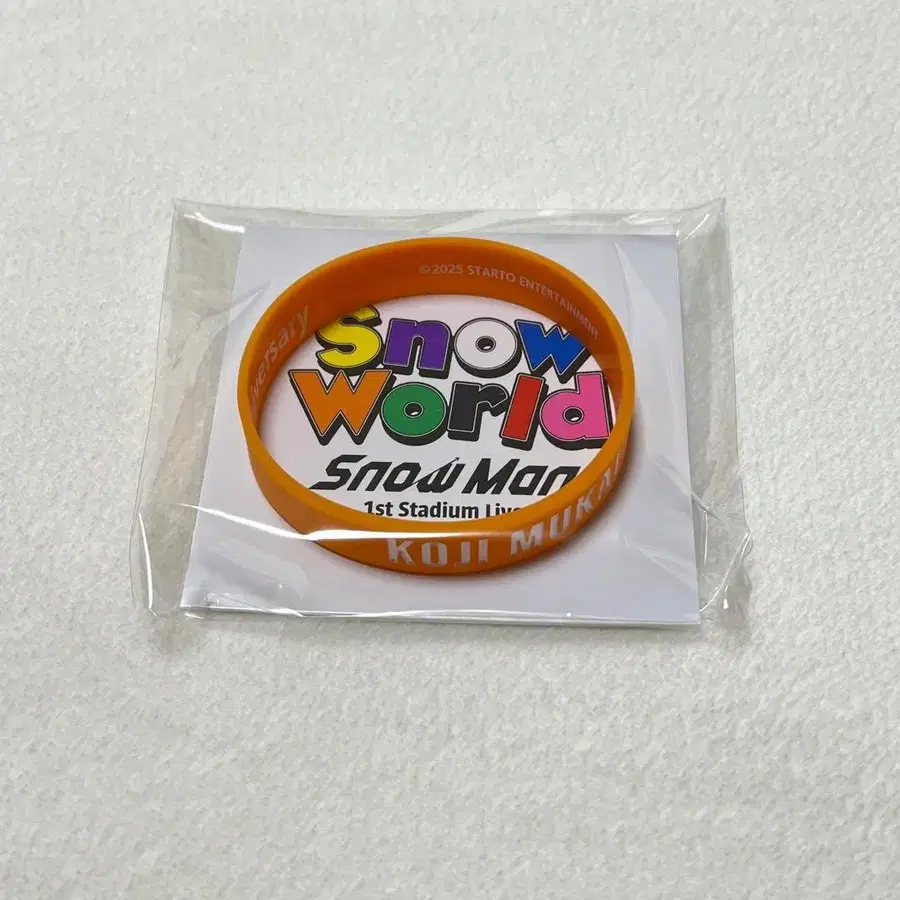 ©2025 STARTO ENTERTAINMENT
Snow
World
Snow Man
1st Stadium Live
KOJI MUKAI